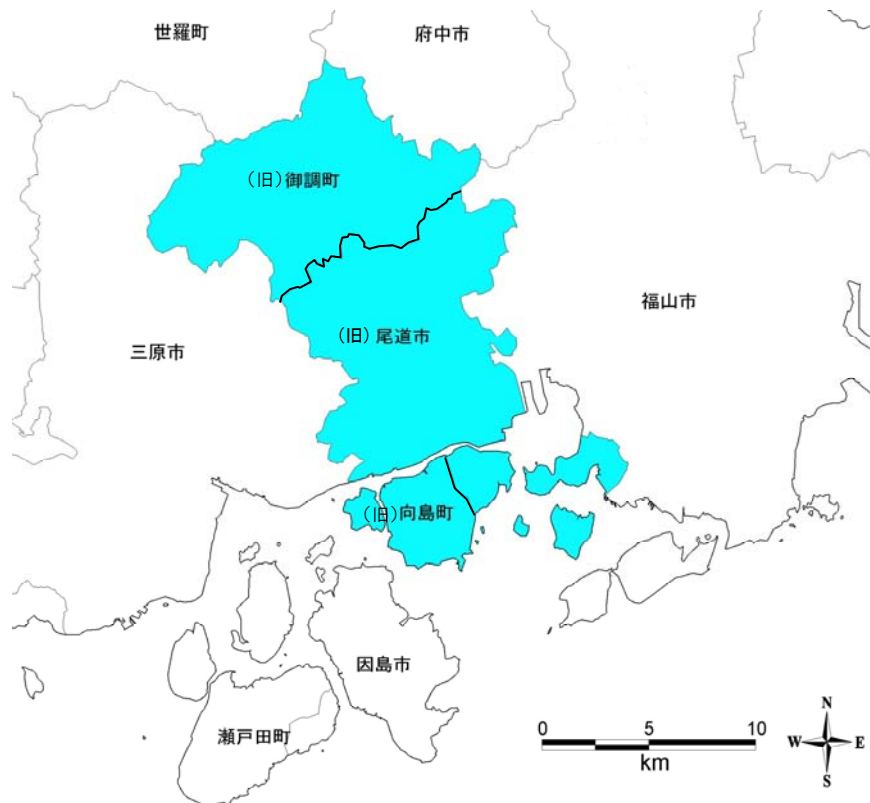 世羅町
府中市
(旧)御調町
福山市
(旧)尾道市
三原市
(旧)向島町
因島市
瀬戸田町
0 5 10
km
N
W E
S